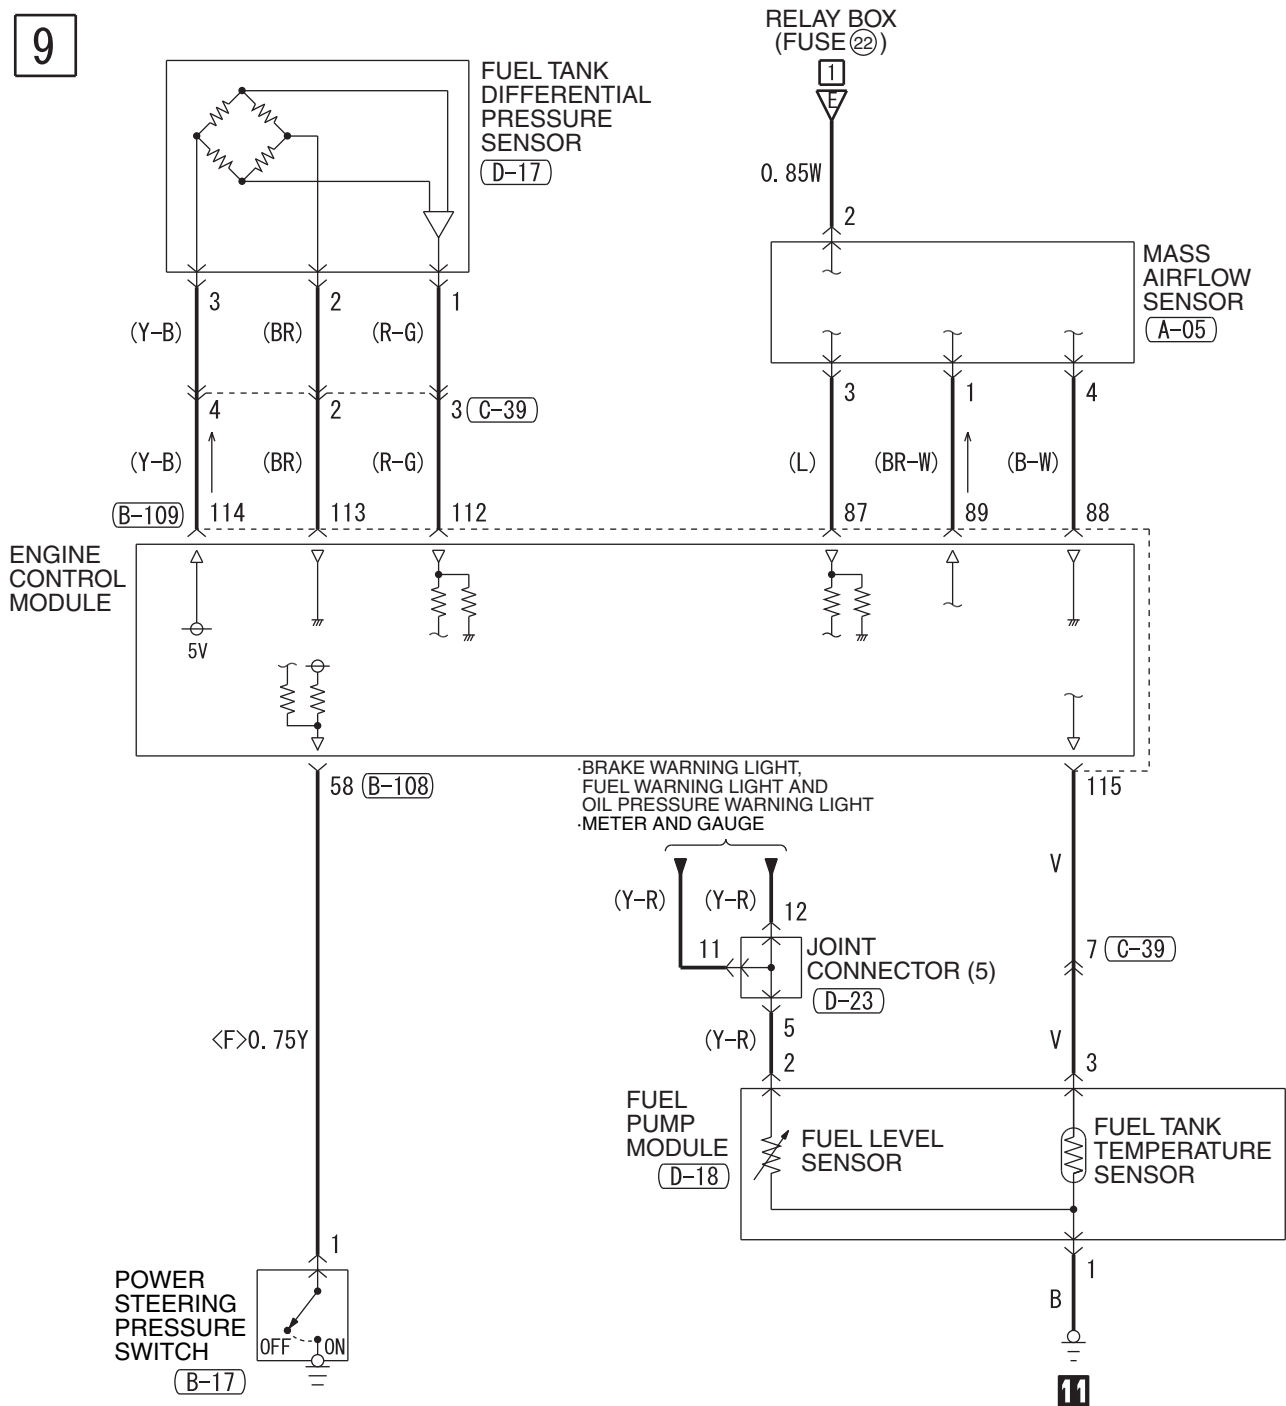 9
RELAY BOX
(FUSE 22)
1
E
FUEL TANK
DIFFERENTIAL
PRESSURE
SENSOR
D-17
0.85W
2
MASS
AIRFLOW
SENSOR
A-05
3 2 1
(Y-B) (BR) (R-G)
4 2 3 C-39
3 1 4
(Y-B) (BR) (R-G)
(L) (BR-W) (B-W)
B-109 114 113 112 87 89 88
ENGINE
CONTROL
MODULE
5V
58 B-108
·BRAKE WARNING LIGHT,
FUEL WARNING LIGHT AND
OIL PRESSURE WARNING LIGHT
·METER AND GAUGE
115
V
(Y-R) (Y-R)
12
11
JOINT
CONNECTOR (5)
D-23
7 C-39
5
<F>0.75Y
(Y-R)
V
2
3
FUEL
PUMP
MODULE
D-18
FUEL LEVEL
SENSOR
FUEL TANK
TEMPERATURE
SENSOR
1
1
B
POWER
STEERING
PRESSURE
SWITCH
B-17
OFF ON
11